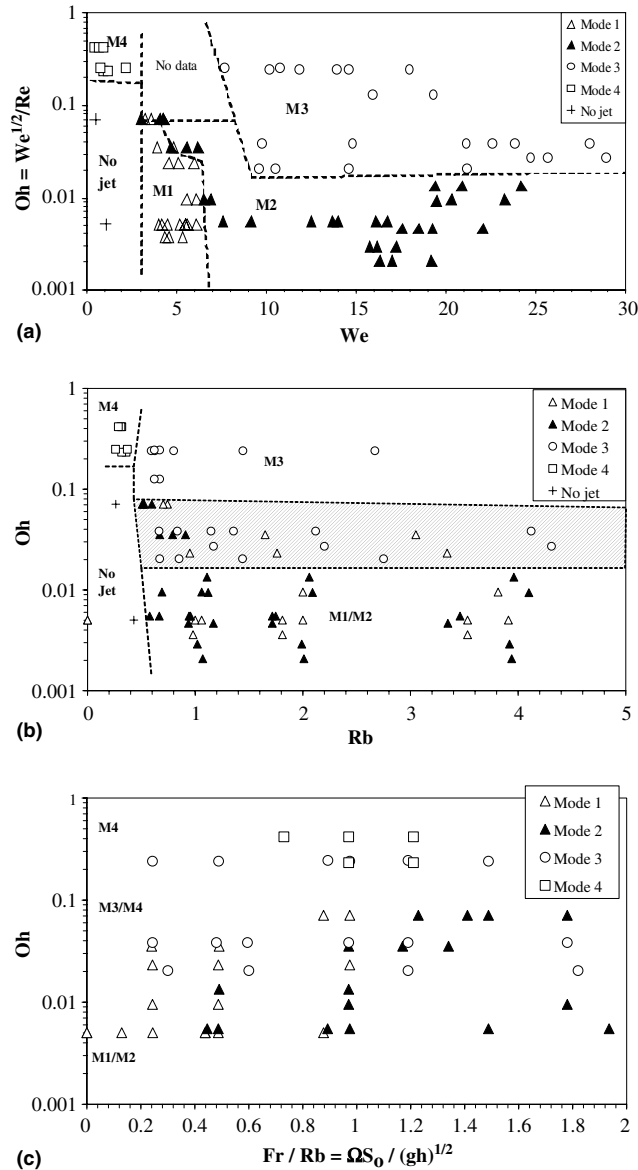 1
M4
No data
Mode 1
Mode 2
Mode 3
Mode 4
No jet
0.1
M3
Oh = We^1/2/Re
No
jet
M1
0.01
M2
0.001
0
5
10
15
20
25
30
(a)
We
1
M4
Mode 1
Mode 2
Mode 3
Mode 4
No jet
M3
0.1
Oh
No
Jet
0.01
M1/M2
0.001
0
1
2
3
4
5
(b)
Rb
1
M4
Mode 1
Mode 2
Mode 3
Mode 4
0.1
M3/M4
Oh
0.01
M1/M2
0.001
0
0.2
0.4
0.6
0.8
1
1.2
1.4
1.6
1.8
2
(c)
Fr / Rb = ΩS₀ / (gh)^1/2